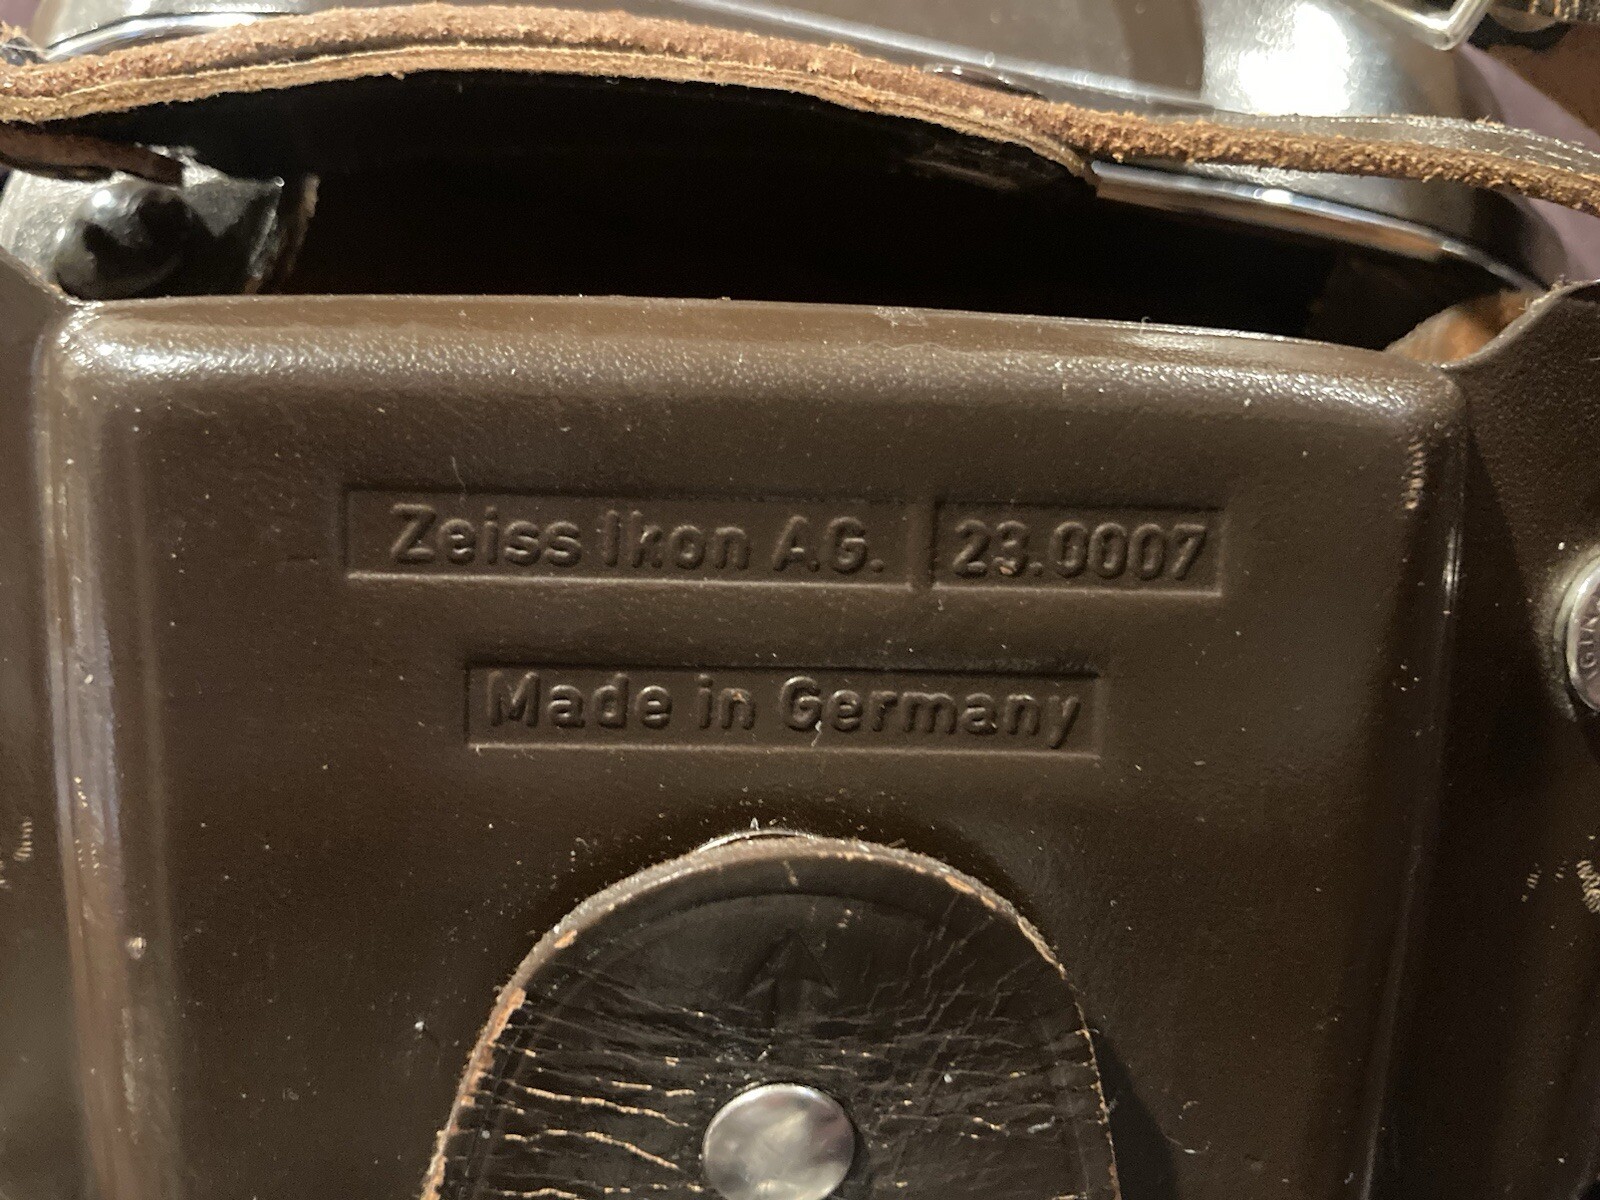 Zeiss Ikon A.G. 23.0007
Made in Germany